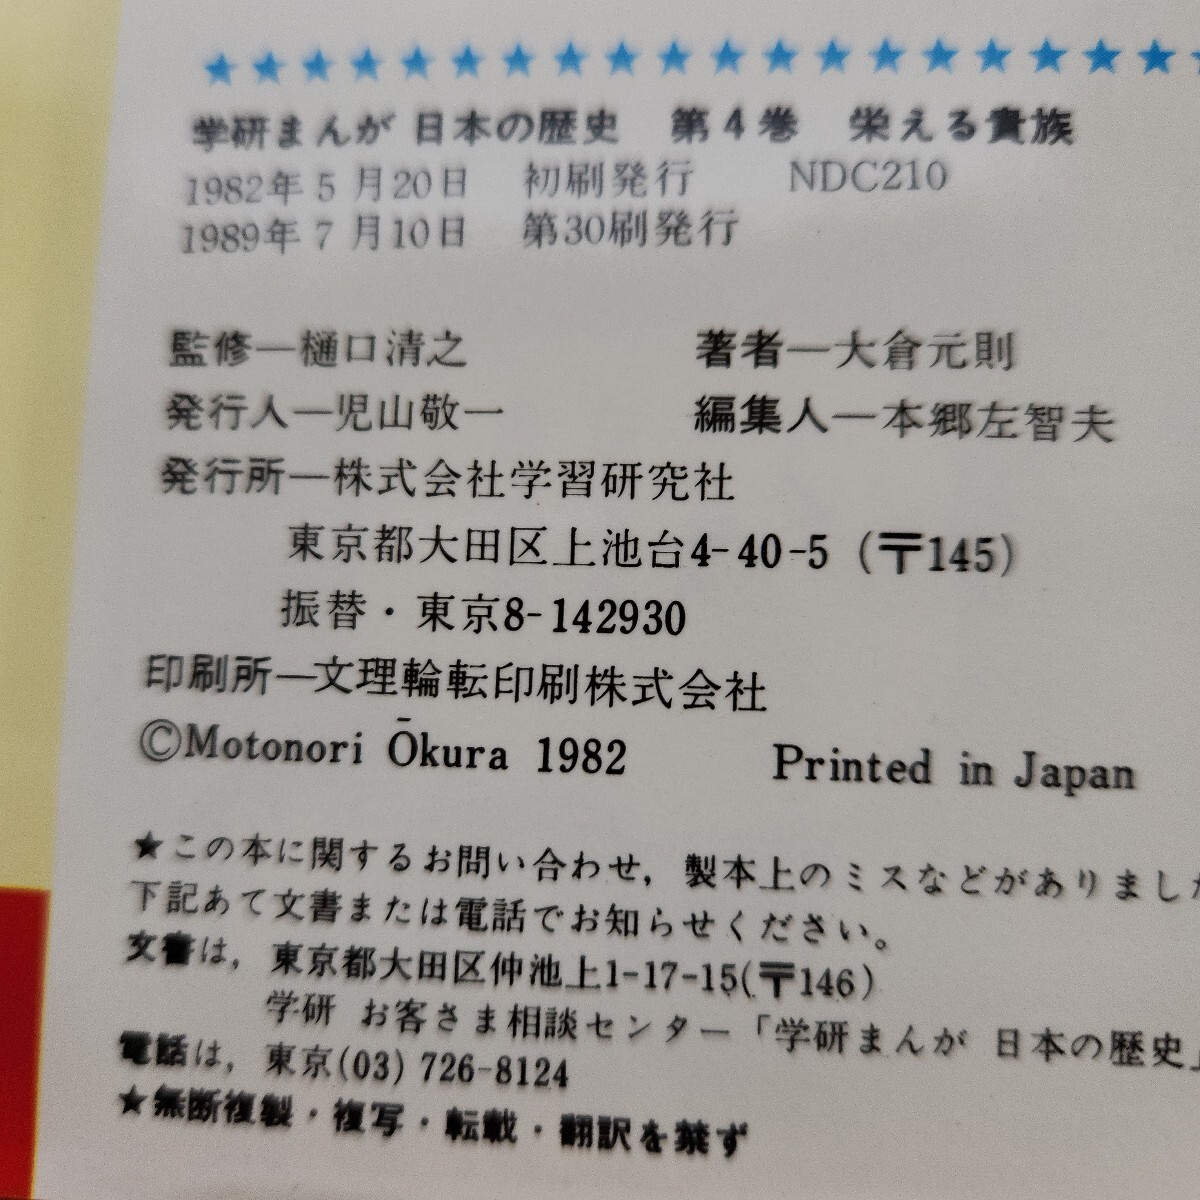 学研まんが 日本の歴史　第4巻　栄える貴族
1982年5月20日　初刷発行　NDC210
1989年7月10日　第30刷発行
監修―樋口清之　著者―大倉元則
発行人―児山敬一　編集人―本郷左智夫
発行所―株式会社学習研究社
東京都大田区上池台4-40-5（〒145）
振替・東京8-142930
印刷所―文理輪転印刷株式会社
©Motonori Ōkura 1982　Printed in Japan
★この本に関するお問い合わせ，製本上のミスなどがありました
下記あて文書または電話でお知らせください。
文書は，東京都大田区仲池上1-17-15(〒146)
学研 お客さま相談センター「学研まんが 日本の歴史」
電話は，東京(03)726-8124
★無断複製・複写・転載・翻訳を禁ず